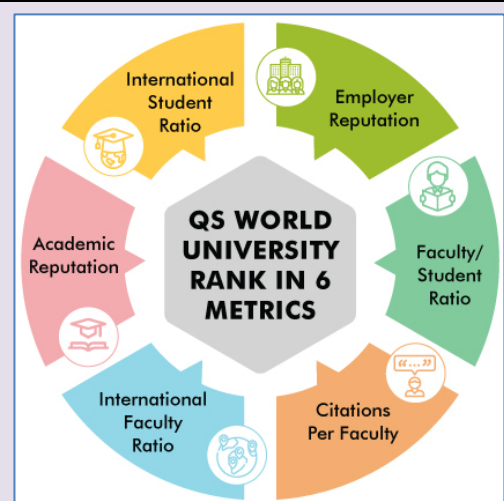 International
Student
Ratio
Employer
Reputation
Academic
Reputation
QS WORLD
UNIVERSITY
RANK IN 6
METRICS
Faculty/
Student
Ratio
International
Faculty
Ratio
Citations
Per Faculty
“...”